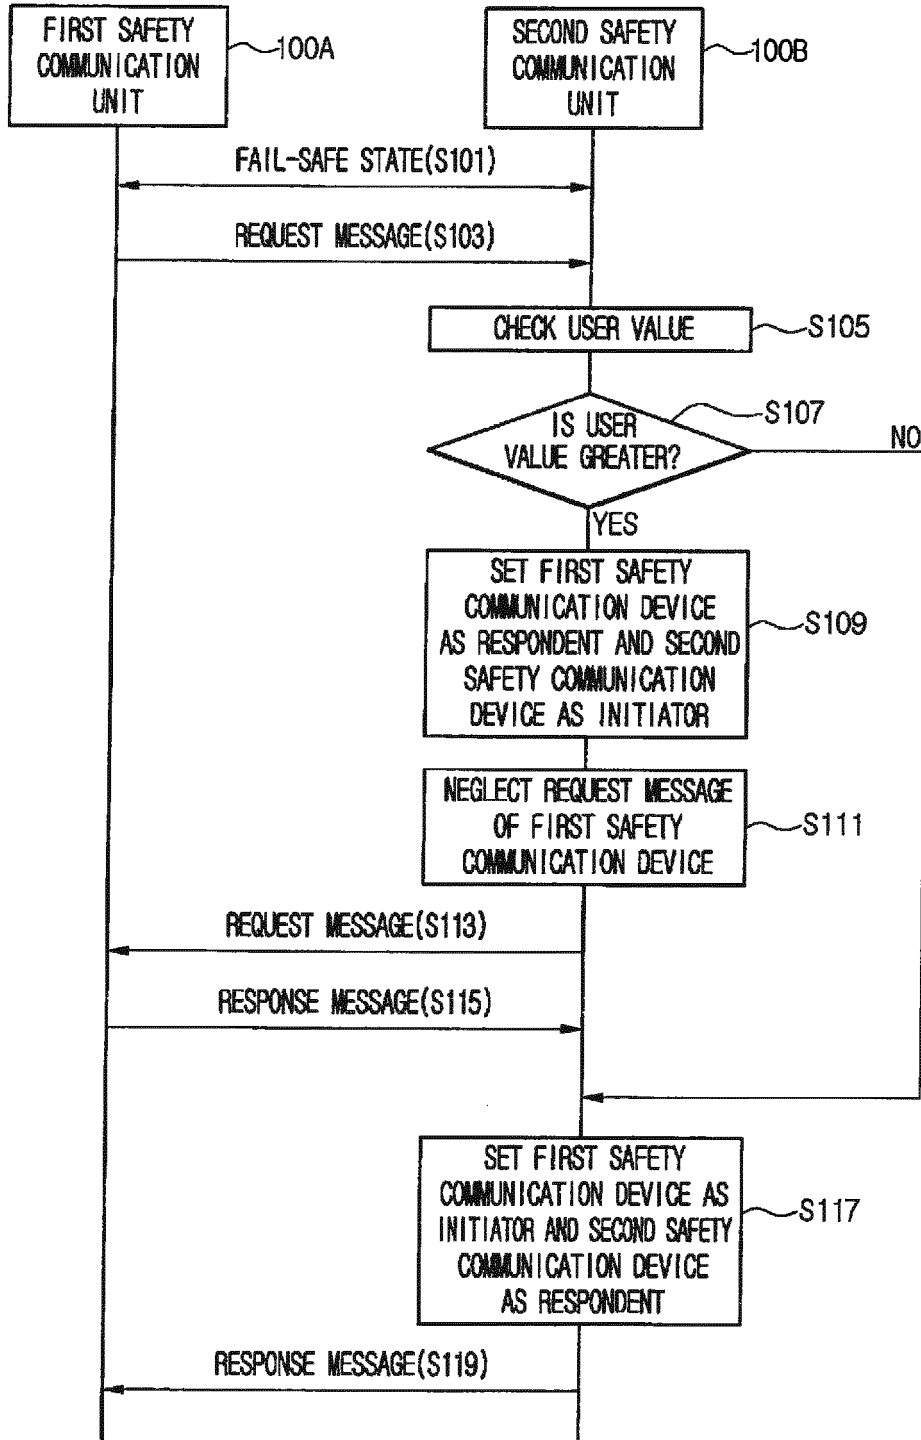 FIRST SAFETY
COMMUNICATION
UNIT
100A
SECOND SAFETY
COMMUNICATION
UNIT
100B
FAIL-SAFE STATE(S101)
REQUEST MESSAGE(S103)
CHECK USER VALUE
S105
IS USER
VALUE GREATER?
S107
NO
YES
SET FIRST SAFETY
COMMUNICATION DEVICE
AS RESPONDENT AND SECOND
SAFETY COMMUNICATION
DEVICE AS INITIATOR
S109
NEGLECT REQUEST MESSAGE
OF FIRST SAFETY
COMMUNICATION DEVICE
S111
REQUEST MESSAGE(S113)
RESPONSE MESSAGE(S115)
SET FIRST SAFETY
COMMUNICATION DEVICE AS
INITIATOR AND SECOND SAFETY
COMMUNICATION DEVICE
AS RESPONDENT
S117
RESPONSE MESSAGE(S119)